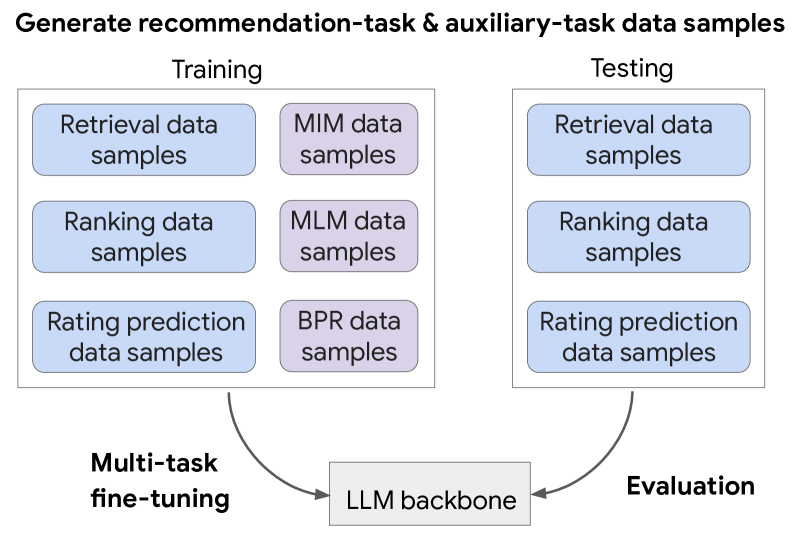 Generate recommendation-task & auxiliary-task data samples
Training
Testing
Retrieval data
samples
MIM data
samples
Retrieval data
samples
Ranking data
samples
MLM data
samples
Ranking data
samples
Rating prediction
data samples
BPR data
samples
Rating prediction
data samples
Multi-task
fine-tuning
LLM backbone
Evaluation